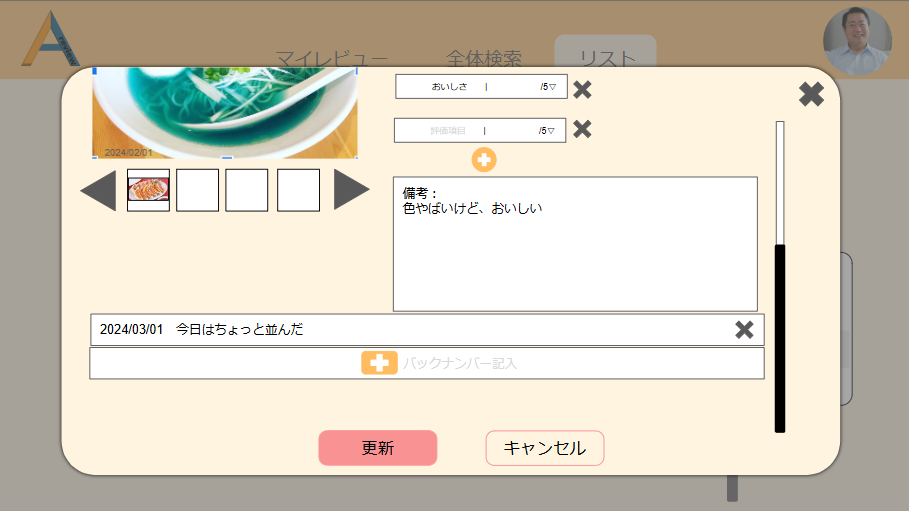 マイレビュー
全体検索
リスト
おいしさ /5▽
2024/02/01
評価項目 /5▽
備考：
色やばいけど、おいしい
2024/03/01 今日はちょっと並んだ
バックナンバー記入
更新
キャンセル